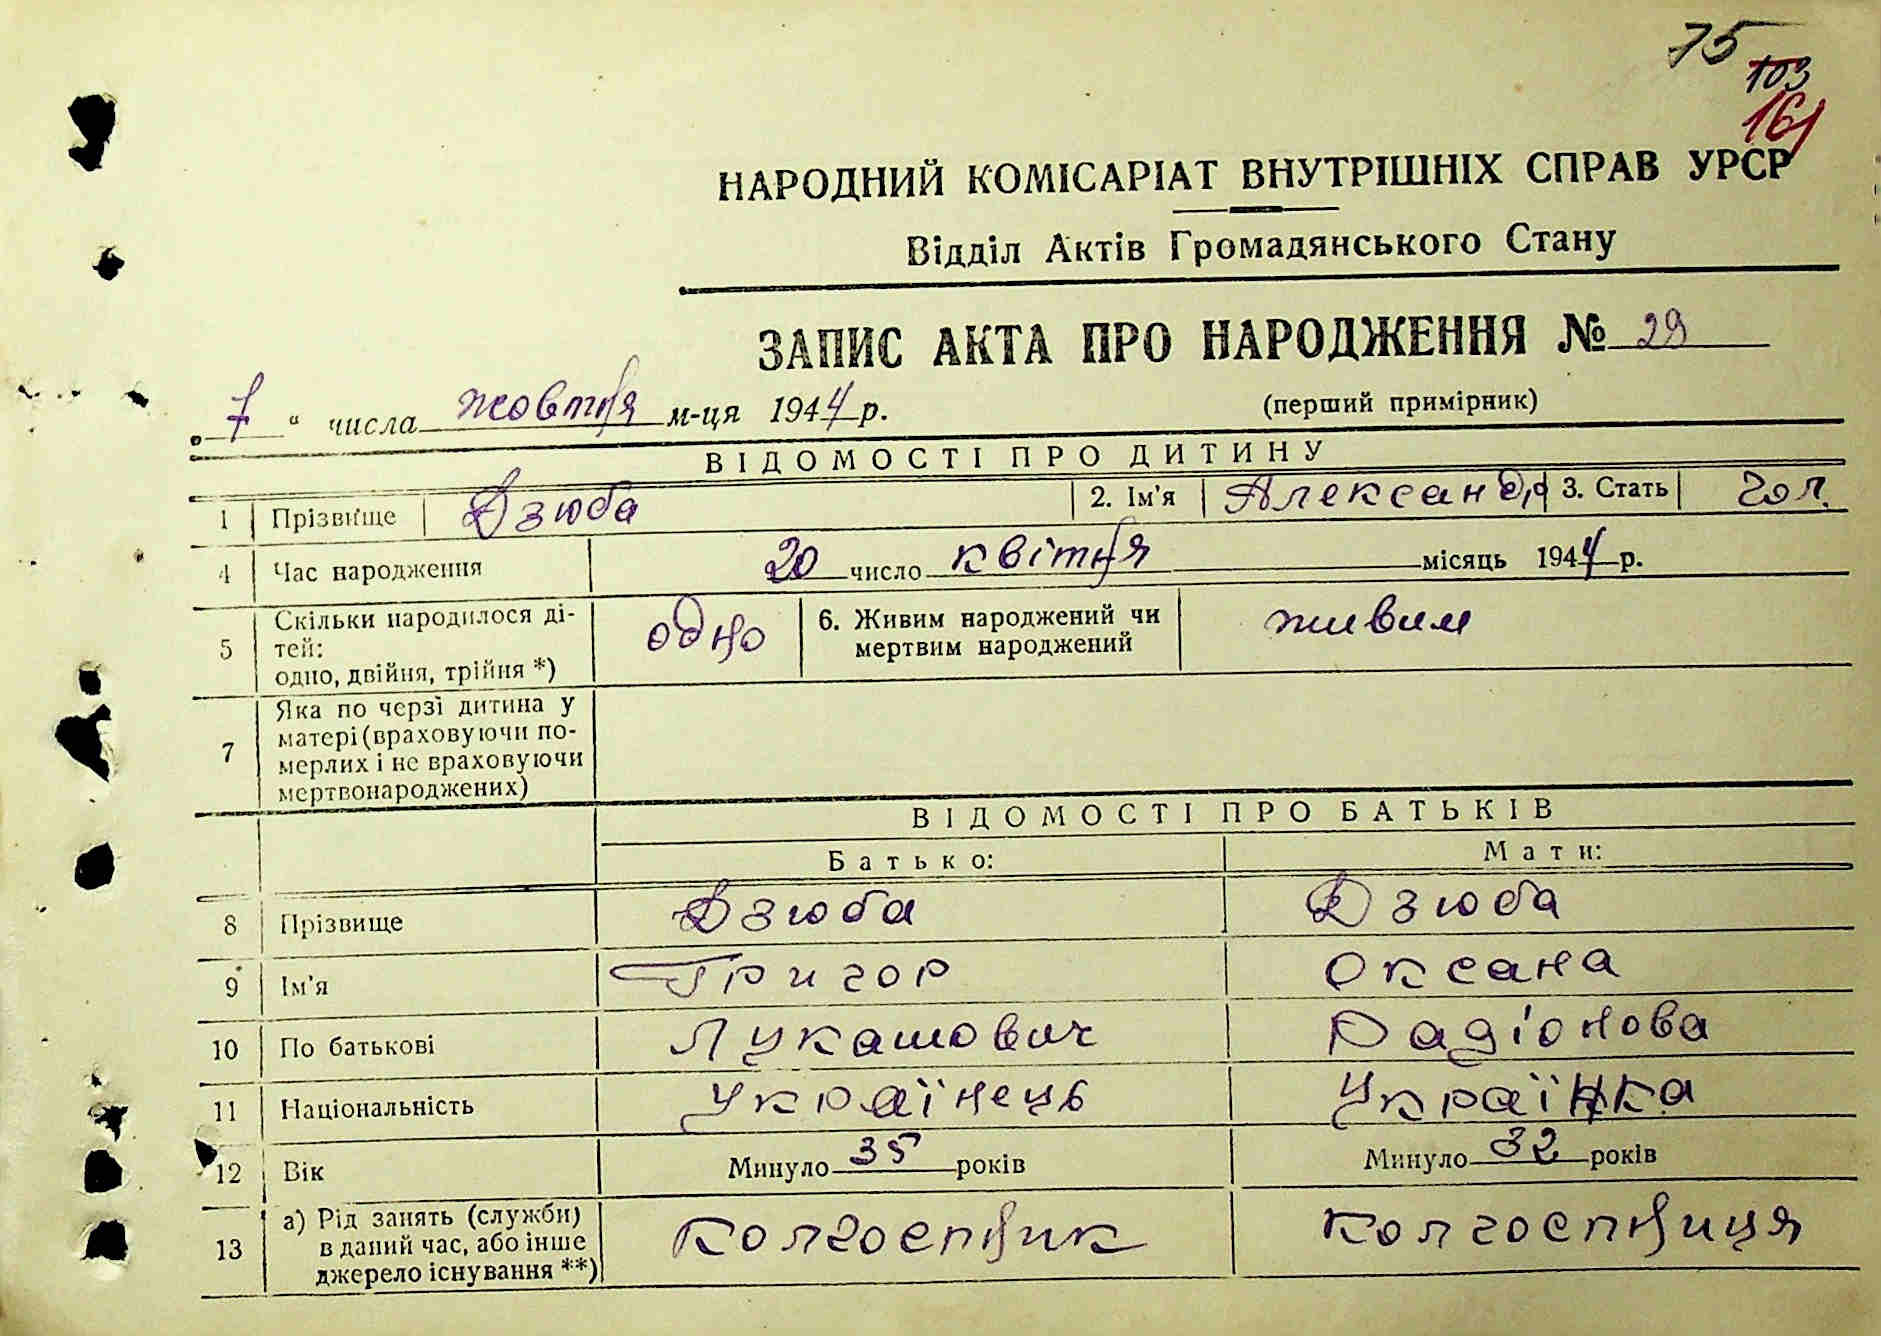 75
103
161
НАРОДНИЙ КОМІСАРІАТ ВНУТРІШНІХ СПРАВ УРСР
Відділ Актів Громадянського Стану
ЗАПИС АКТА ПРО НАРОДЖЕННЯ № 29
„ 7 “ числа жовтня м-ця 1944 р.
(перший примірник)
ВІДОМОСТІ ПРО ДИТИНУ
1 Прізвище Дзюба 2. Ім'я Александр 3. Стать Чол.
4 Час народження 20 число квітня місяць 1944 р.
5 Скільки народилося ді-
тей:
одно, двійня, трійня *) одно 6. Живим народжений чи
мертвим народжений живим
7 Яка по черзі дитина у
матері (враховуючи по-
мерлих і не враховуючи
мертвонароджених)
ВІДОМОСТІ ПРО БАТЬКІВ
Батько: Мати:
8 Прізвище Дзюба Дзюба
9 Ім'я Григор Оксана
10 По батькові Лукашович Радіонова
11 Національність Українець Українка
12 Вік Минуло 35 років Минуло 32 років
13 а) Рід занять (служби)
в даний час, або інше
джерело існування **) Колгоспник Колгоспниця